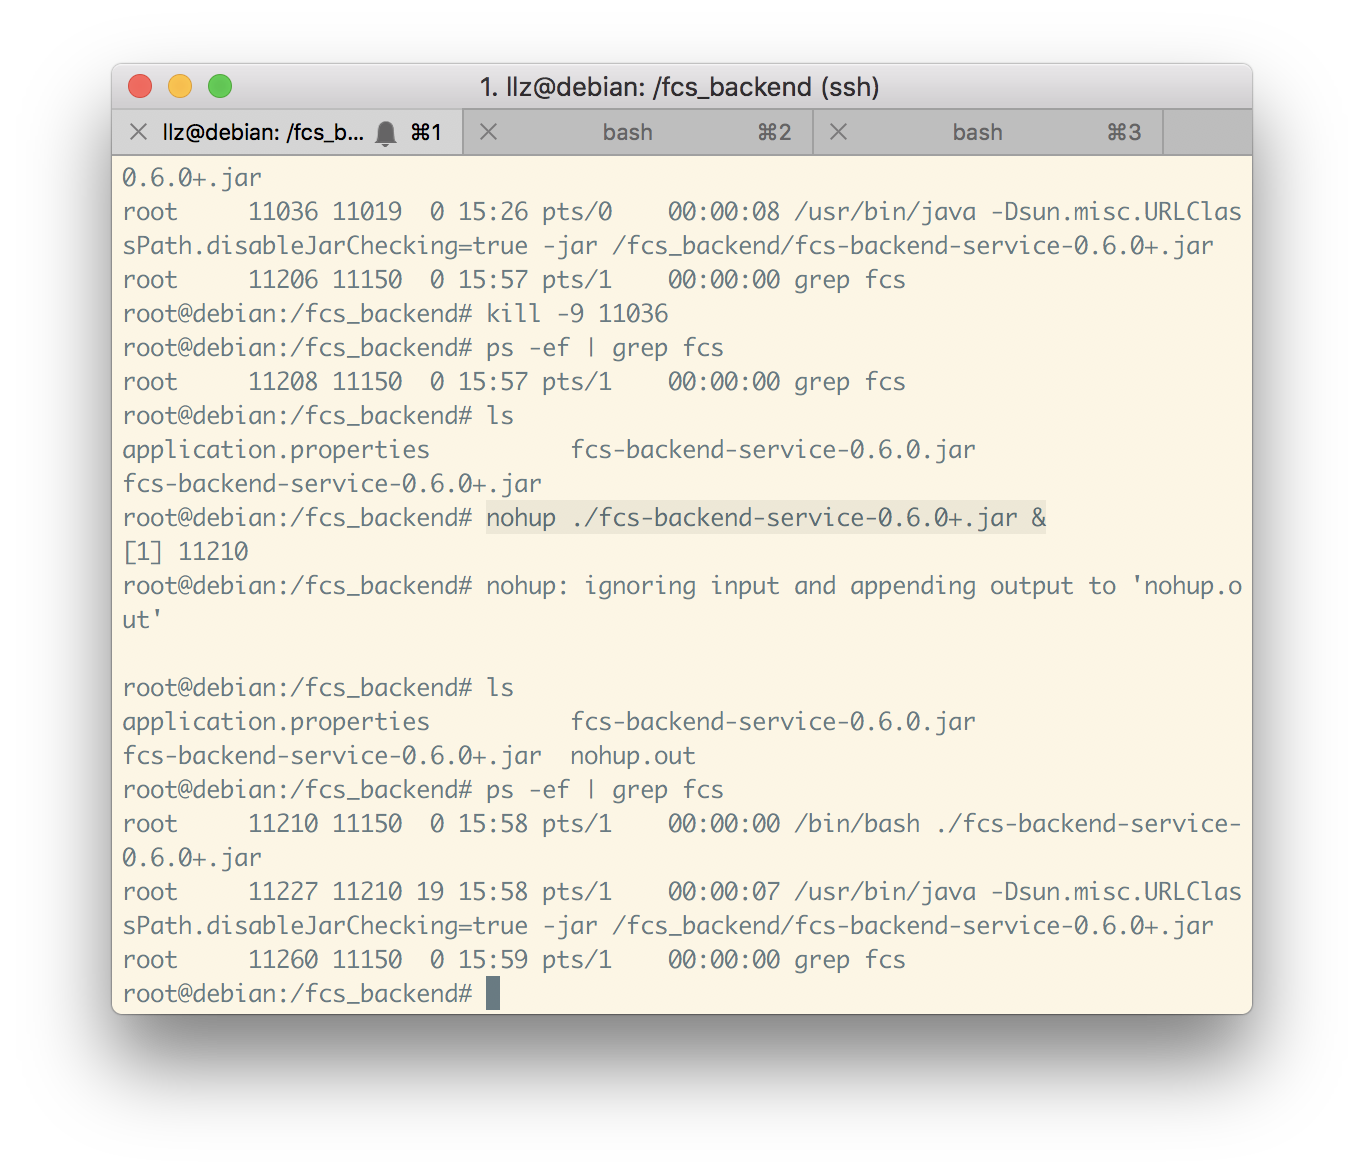 1. llz@debian: /fcs_backend (ssh)
llz@debian: /fcs_b... ⌘1 bash ⌘2 bash ⌘3
0.6.0+.jar
root     11036 11019  0 15:26 pts/0    00:00:08 /usr/bin/java -Dsun.misc.URLClas
sPath.disableJarChecking=true -jar /fcs_backend/fcs-backend-service-0.6.0+.jar
root     11206 11150  0 15:57 pts/1    00:00:00 grep fcs
root@debian:/fcs_backend# kill -9 11036
root@debian:/fcs_backend# ps -ef | grep fcs
root     11208 11150  0 15:57 pts/1    00:00:00 grep fcs
root@debian:/fcs_backend# ls
application.properties          fcs-backend-service-0.6.0.jar
fcs-backend-service-0.6.0+.jar
root@debian:/fcs_backend# nohup ./fcs-backend-service-0.6.0+.jar &
[1] 11210
root@debian:/fcs_backend# nohup: ignoring input and appending output to 'nohup.o
ut'
root@debian:/fcs_backend# ls
application.properties          fcs-backend-service-0.6.0.jar
fcs-backend-service-0.6.0+.jar  nohup.out
root@debian:/fcs_backend# ps -ef | grep fcs
root     11210 11150  0 15:58 pts/1    00:00:00 /bin/bash ./fcs-backend-service-
0.6.0+.jar
root     11227 11210 19 15:58 pts/1    00:00:07 /usr/bin/java -Dsun.misc.URLClas
sPath.disableJarChecking=true -jar /fcs_backend/fcs-backend-service-0.6.0+.jar
root     11260 11150  0 15:59 pts/1    00:00:00 grep fcs
root@debian:/fcs_backend#